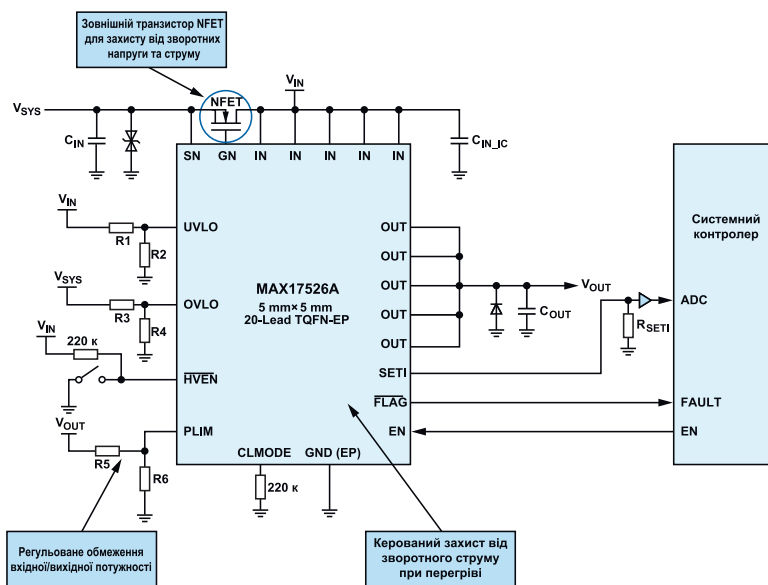 Зовнішній транзистор NFET
для захисту від зворотних
напруги та струму
VIN
VSYS
NFET
CIN
CIN_IC
SN
GN
IN
IN
IN
IN
IN
VIN
R1
R2
UVLO
VSYS
R3
R4
OVLO
VIN
220 к
HVEN
VOUT
R5
R6
PLIM
MAX17526A
5 mm× 5 mm
20-Lead TQFN-EP
OUT
OUT
OUT
OUT
OUT
VOUT
COUT
SETI
FLAG
EN
CLMODE
GND (EP)
220 к
RSETI
Системний
контролер
ADC
FAULT
EN
Регульоване обмеження
вхідної/вихідної потужності
Керований захист від
зворотного струму
при перегріві